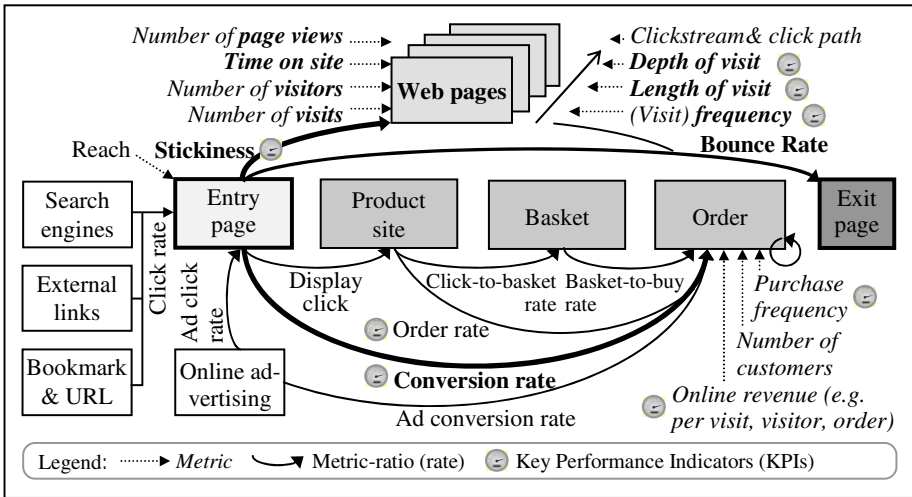 Number of page views
Time on site
Number of visitors
Number of visits
Web pages
Clickstream& click path
Depth of visit
Length of visit
(Visit) frequency
Reach
Stickiness
Bounce Rate
Search
engines
External
links
Bookmark
& URL
Click rate
Ad click
rate
Entry
page
Product
site
Basket
Order
Exit
page
Display
click
Click-to-basket
rate
Basket-to-buy
rate
Order rate
Conversion rate
Ad conversion rate
Online ad-
vertising
Purchase
frequency
Number of
customers
Online revenue (e.g.
per visit, visitor, order)
Legend:
Metric
Metric-ratio (rate)
Key Performance Indicators (KPIs)